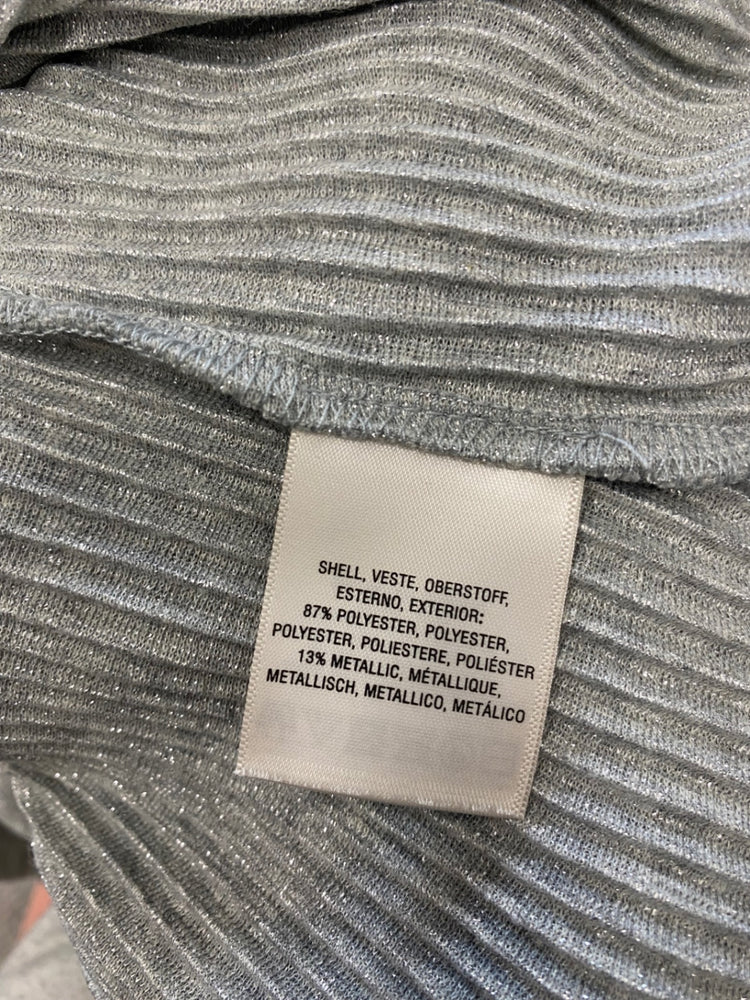 SHELL, VESTE, OBERSTOFF,
ESTERNO, EXTERIOR:
87% POLYESTER, POLYESTER,
POLYESTER, POLIESTERE, POLIÉSTER
13% METALLIC, MÉTALLIQUE,
METALLISCH, METALLICO, METÁLICO